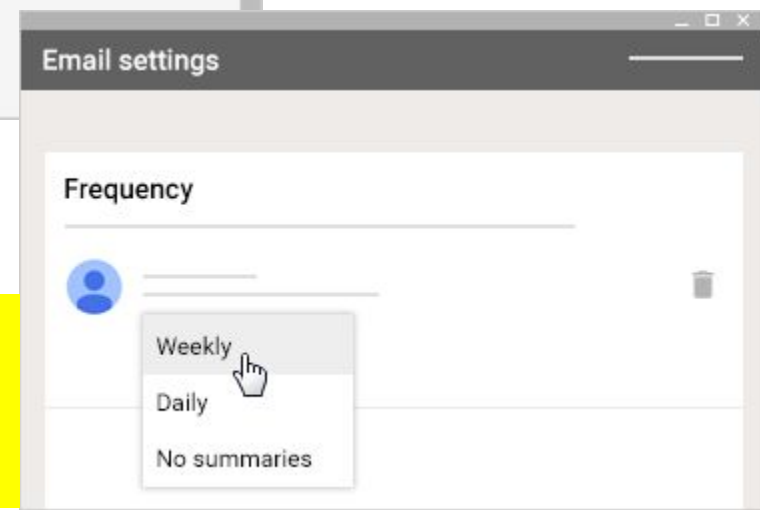 Email settings
Frequency
Weekly
Daily
No summaries